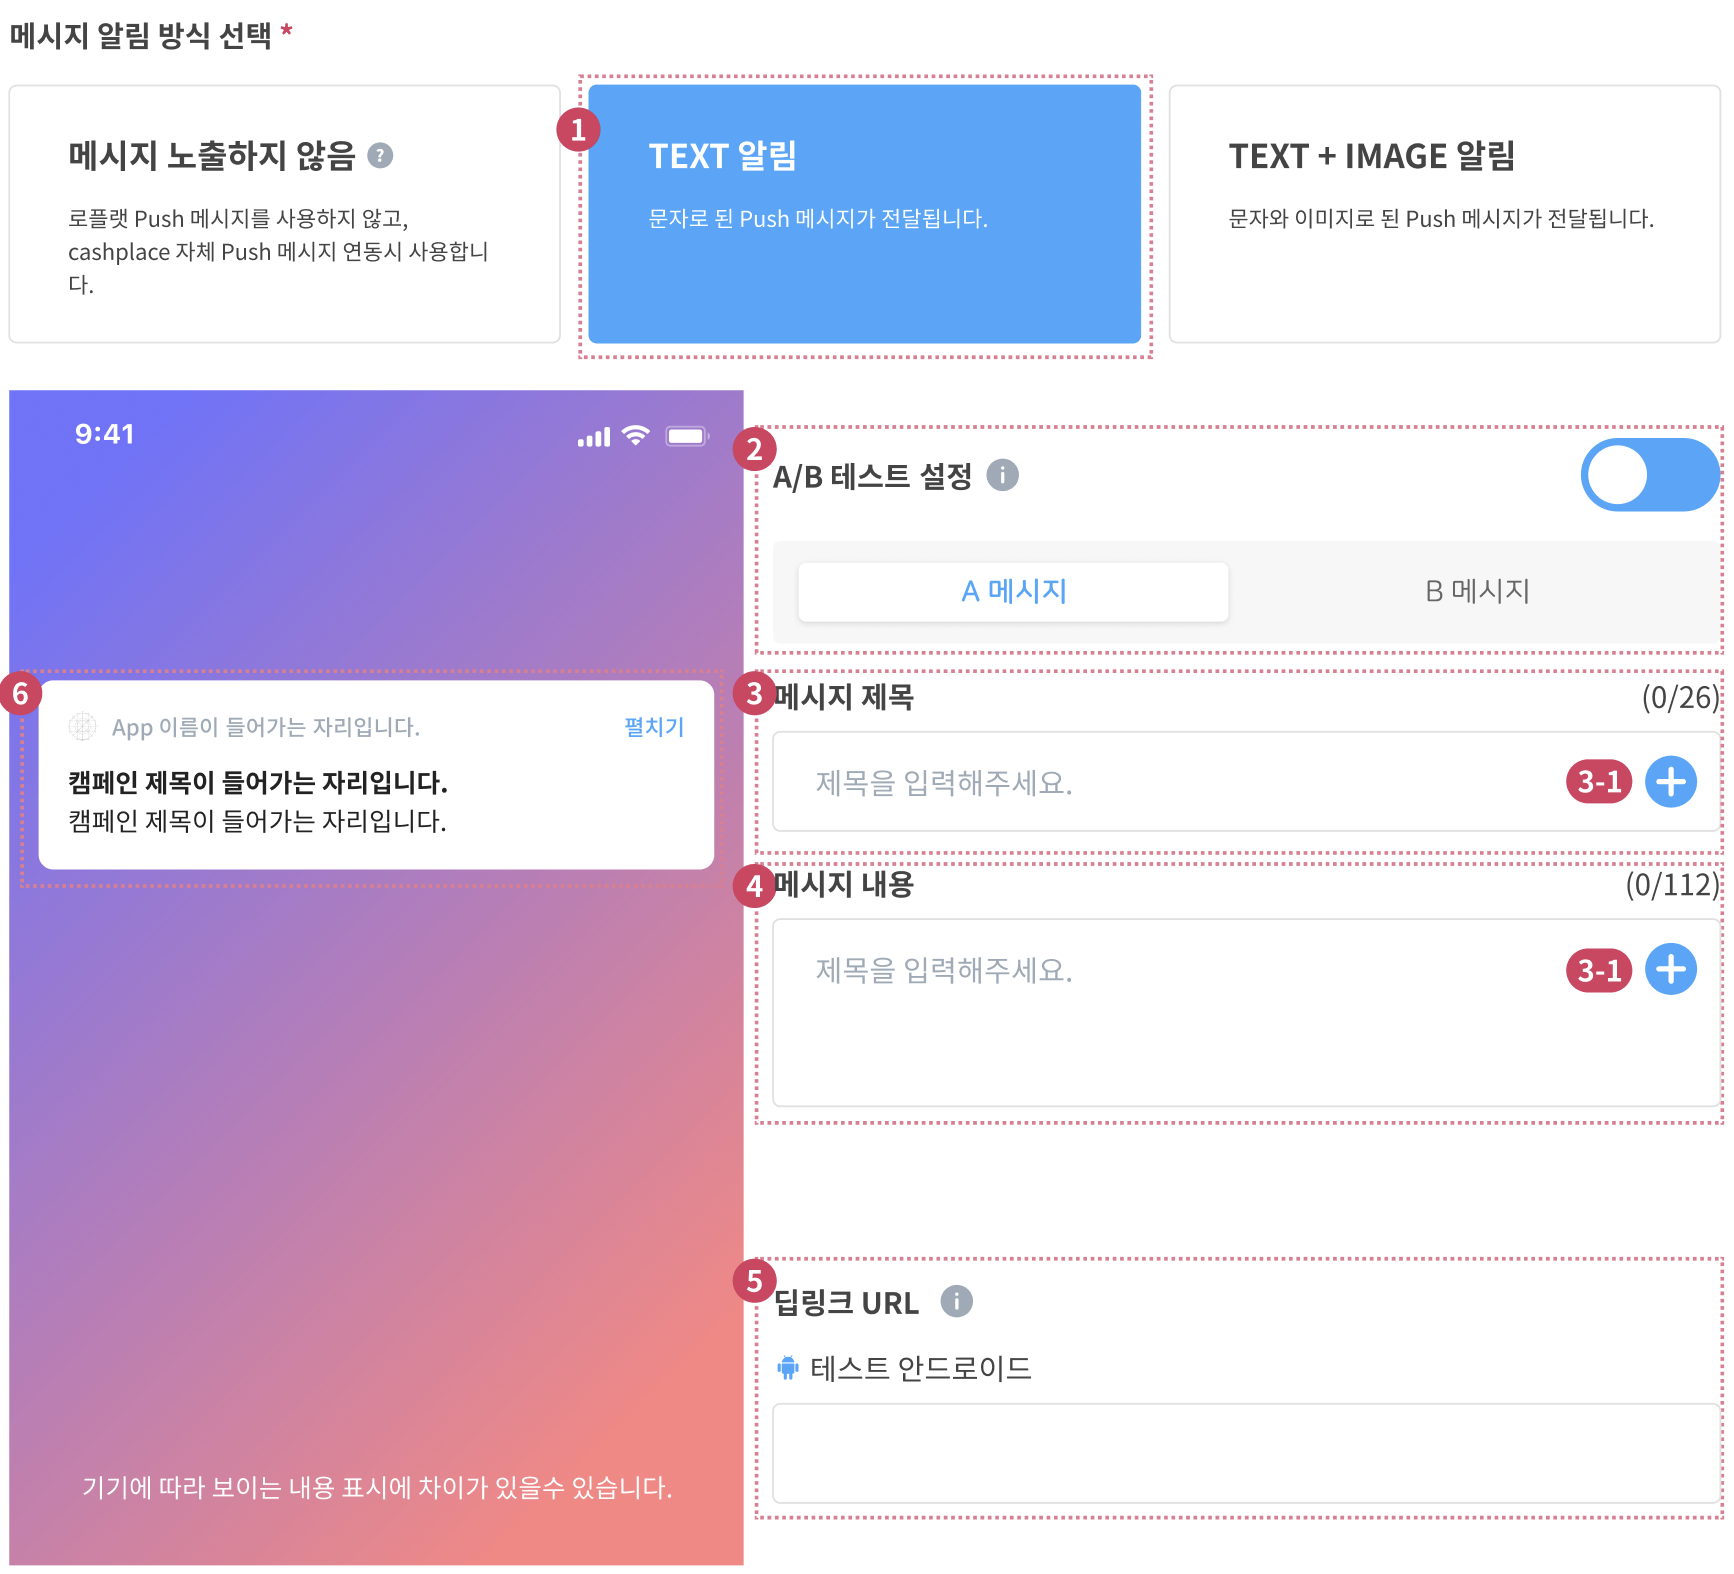 메시지 알림 방식 선택 *
1
메시지 노출하지 않음 ?
로플랫 Push 메시지를 사용하지 않고,
cashplace 자체 Push 메시지 연동시 사용합니
다.
TEXT 알림
문자로 된 Push 메시지가 전달됩니다.
TEXT + IMAGE 알림
문자와 이미지로 된 Push 메시지가 전달됩니다.
9:41
6
App 이름이 들어가는 자리입니다.
펼치기
캠페인 제목이 들어가는 자리입니다.
캠페인 제목이 들어가는 자리입니다.
기기에 따라 보이는 내용 표시에 차이가 있을수 있습니다.
2
A/B 테스트 설정 i
A 메시지
B 메시지
3
메시지 제목
(0/26)
제목을 입력해주세요.
3-1
4
메시지 내용
(0/112)
제목을 입력해주세요.
3-1
5
딥링크 URL i
테스트 안드로이드